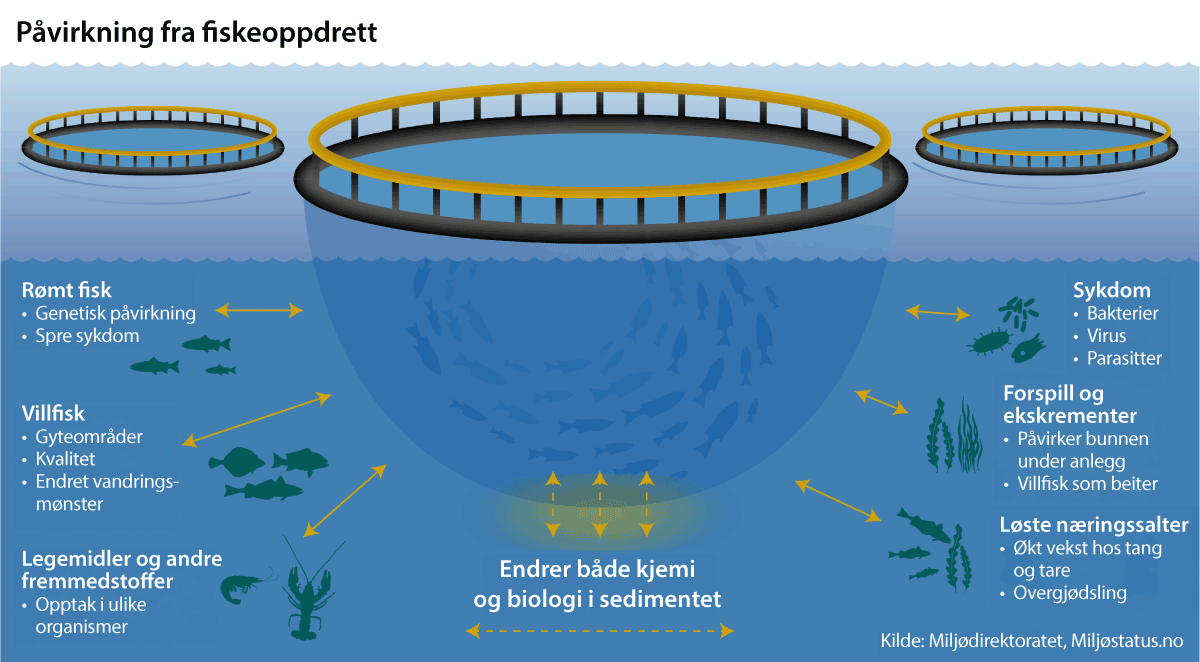 Påvirkning fra fiskeoppdrett
Rømt fisk
• Genetisk påvirkning
• Spre sykdom
Villfisk
• Gyteområder
• Kvalitet
• Endret vandrings-
mønster
Legemidler og andre
fremmedstoffer
• Opptak i ulike
organismer
Endrer både kjemi
og biologi i sedimentet
Sykdom
• Bakterier
• Virus
• Parasitter
Forspill og
ekskrementer
• Påvirker bunnen
under anlegg
• Villfisk som beiter
Løste næringssalter
• Økt vekst hos tang
og tare
• Overgjødsling
Kilde: Miljødirektoratet, Miljøstatus.no